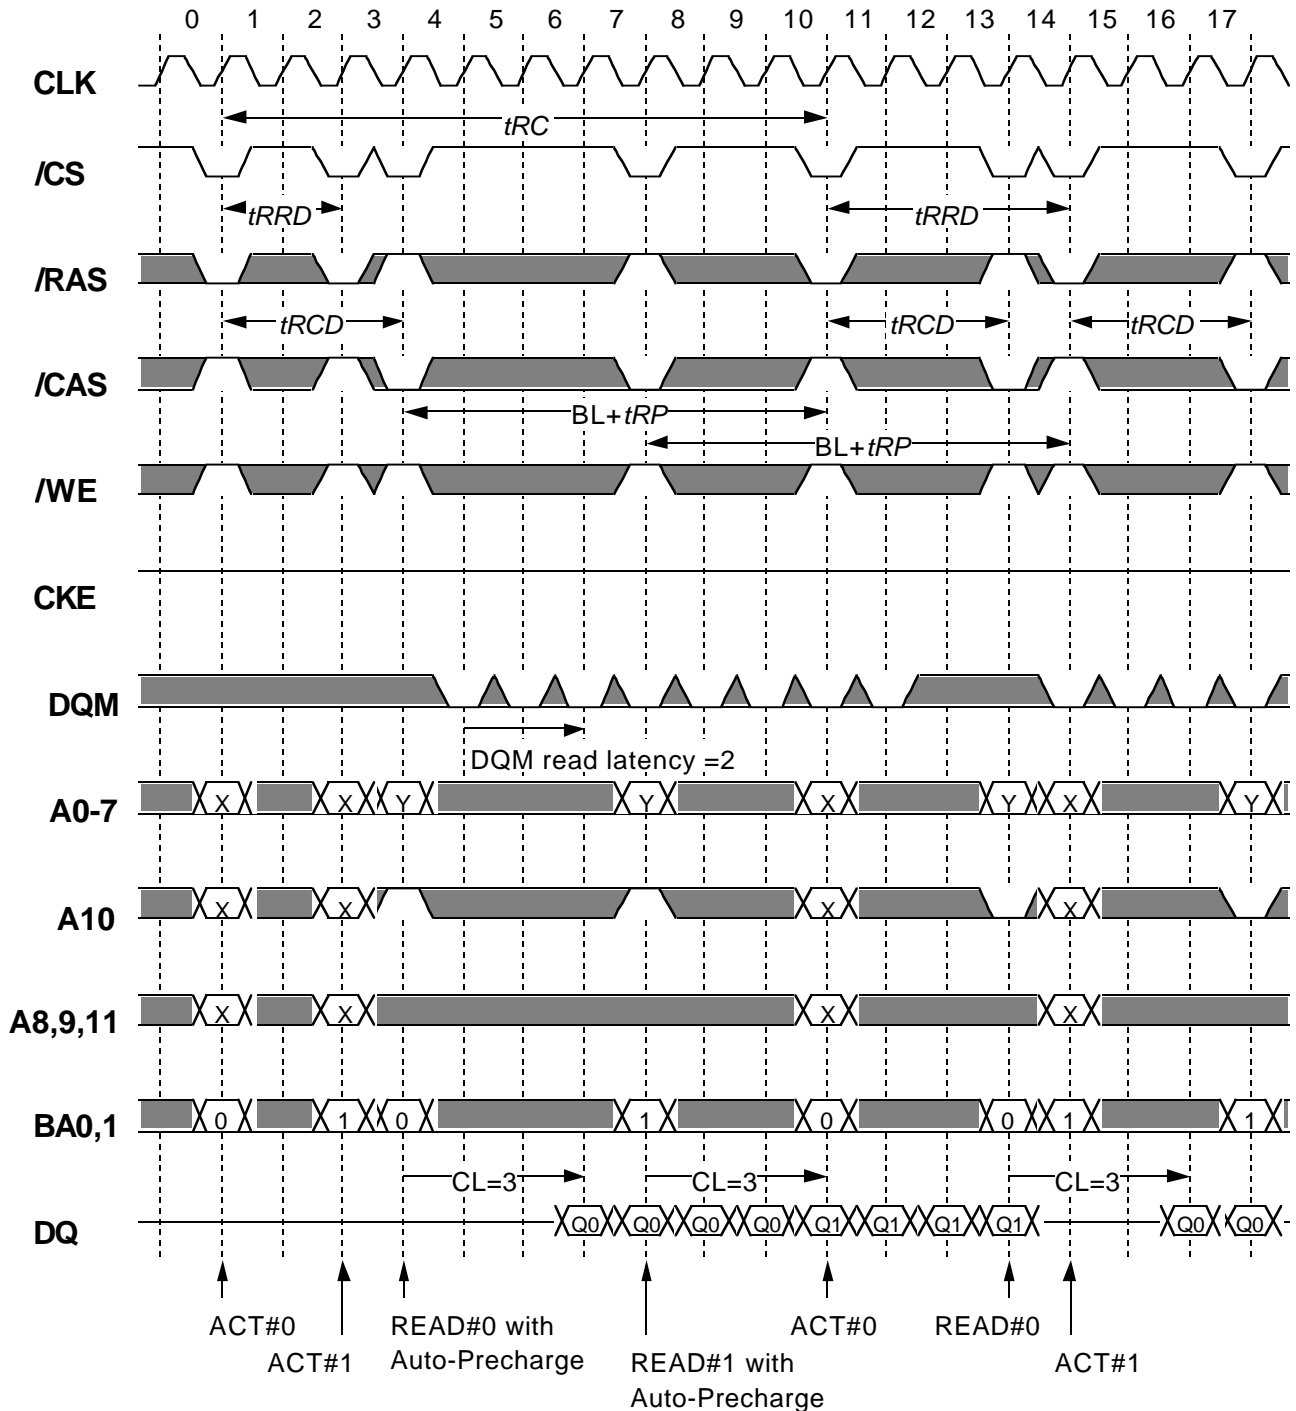 0 1 2 3 4 5 6 7 8 9 10 11 12 13 14 15 16 17
CLK
tRC
/CS
tRRD tRRD
/RAS
tRCD tRCD tRCD
/CAS
BL+tRP
BL+tRP
/WE
CKE
DQM
DQM read latency =2
A0-7 X X Y Y X Y X Y
A10 X X X X
A8,9,11 X X X X
BA0,1 0 1 0 1 0 0 1 1
CL=3 CL=3 CL=3
DQ Q0 Q0 Q0 Q0 Q1 Q1 Q1 Q1 Q0 Q0
ACT#0 READ#0 with ACT#0 READ#0
ACT#1 Auto-Precharge READ#1 with ACT#1
Auto-Precharge